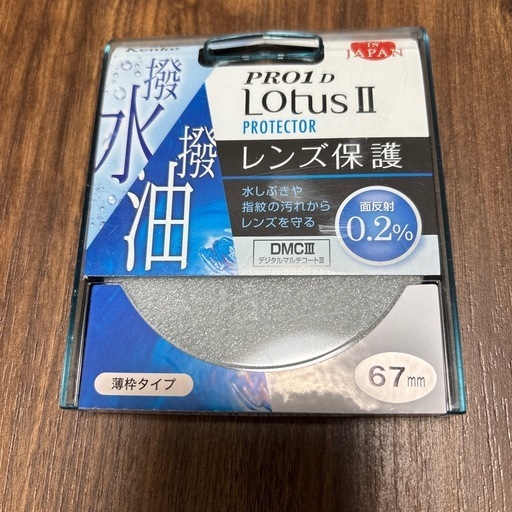 Kenko
IN
JAPAN
撥水
撥油
PRO1 D
Lotus II
PROTECTOR
レンズ保護
水しぶきや
指紋の汚れから
レンズを守る
面反射
0.2%
DMCIII
デジタルマルチコートIII
薄枠タイプ
67mm